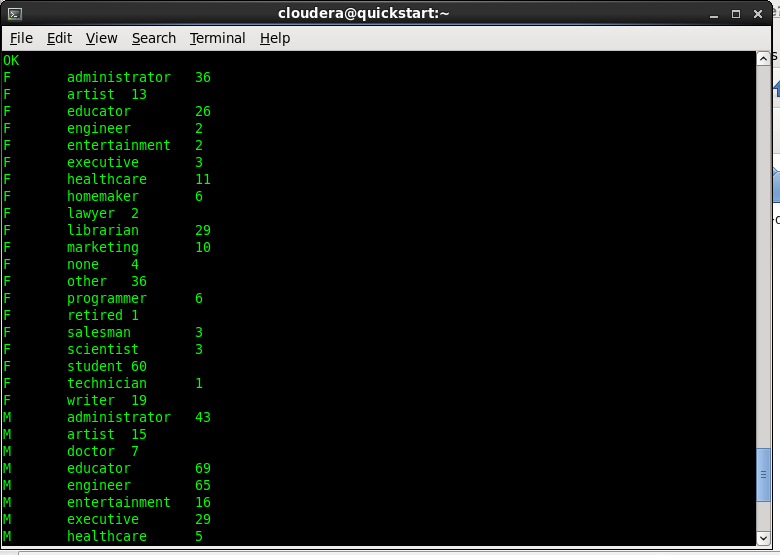 cloudera@quickstart:~
File Edit View Search Terminal Help
OK
F administrator 36
F artist 13
F educator 26
F engineer 2
F entertainment 2
F executive 3
F healthcare 11
F homemaker 6
F lawyer 2
F librarian 29
F marketing 10
F none 4
F other 36
F programmer 6
F retired 1
F salesman 3
F scientist 3
F student 60
F technician 1
F writer 19
M administrator 43
M artist 15
M doctor 7
M educator 69
M engineer 65
M entertainment 16
M executive 29
M healthcare 5